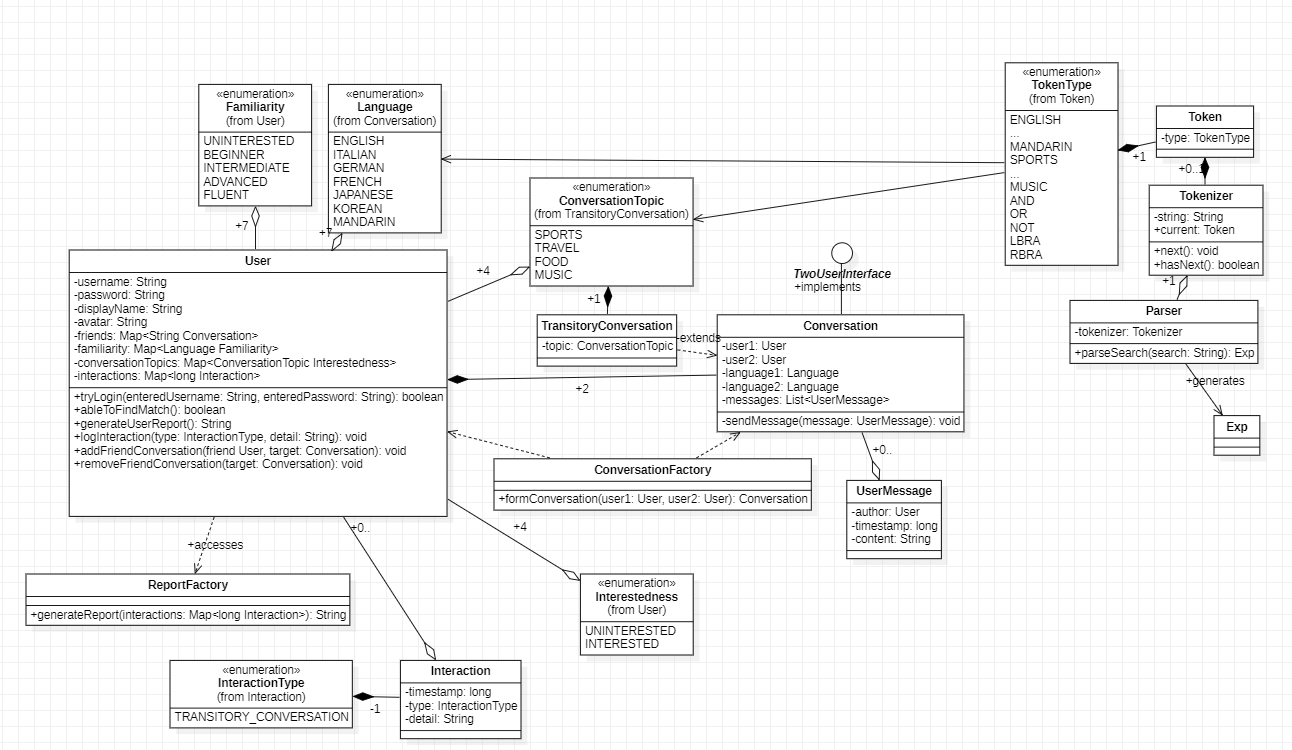 «enumeration»
Familiarity
(from User)
UNINTERESTED
BEGINNER
INTERMEDIATE
ADVANCED
FLUENT
+7
«enumeration»
Language
(from Conversation)
ENGLISH
ITALIAN
GERMAN
FRENCH
JAPANESE
KOREAN
MANDARIN
+7
«enumeration»
TokenType
(from Token)
ENGLISH
...
MANDARIN
SPORTS
...
MUSIC
AND
OR
NOT
LBRA
RBRA
+1
Token
-type: TokenType
+0..1
Tokenizer
-string: String
+current: Token
+next(): void
+hasNext(): boolean
+1
Parser
-tokenizer: Tokenizer
+parseSearch(search: String): Exp
+generates
Exp
«enumeration»
ConversationTopic
(from TransitoryConversation)
SPORTS
TRAVEL
FOOD
MUSIC
+4
+1
TransitoryConversation
-topic: ConversationTopic
-extends
TwoUserInterface
+implements
Conversation
-user1: User
-user2: User
-language1: Language
-language2: Language
-messages: List<UserMessage>
-sendMessage(message: UserMessage): void
+2
+0..
User
-username: String
-password: String
-displayName: String
-avatar: String
-friends: Map<String Conversation>
-familiarity: Map<Language Familiarity>
-conversationTopics: Map<ConversationTopic Interestedness>
-interactions: Map<long Interaction>
+tryLogin(enteredUsername: String, enteredPassword: String): boolean
+ableToFindMatch(): boolean
+generateUserReport(): String
+logInteraction(type: InteractionType, detail: String): void
+addFriendConversation(friend User, target: Conversation): void
+removeFriendConversation(target: Conversation): void
ConversationFactory
+formConversation(user1: User, user2: User): Conversation
UserMessage
-author: User
-timestamp: long
-content: String
+accesses
+0..
+4
ReportFactory
+generateReport(interactions: Map<long Interaction>): String
«enumeration»
Interestedness
(from User)
UNINTERESTED
INTERESTED
«enumeration»
InteractionType
(from Interaction)
TRANSITORY_CONVERSATION
-1
Interaction
-timestamp: long
-type: InteractionType
-detail: String